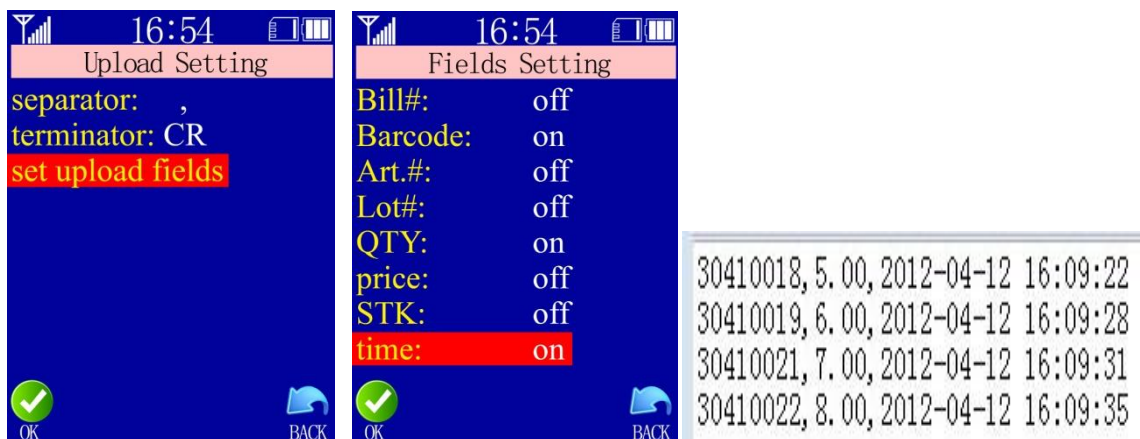 16:54
Upload Setting
separator: ,
terminator: CR
set upload fields
OK BACK
16:54
Fields Setting
Bill#: off
Barcode: on
Art.#: off
Lot#: off
QTY: on
price: off
STK: off
time: on
OK BACK
30410018,5.00,2012-04-12 16:09:22
30410019,6.00,2012-04-12 16:09:28
30410021,7.00,2012-04-12 16:09:31
30410022,8.00,2012-04-12 16:09:35